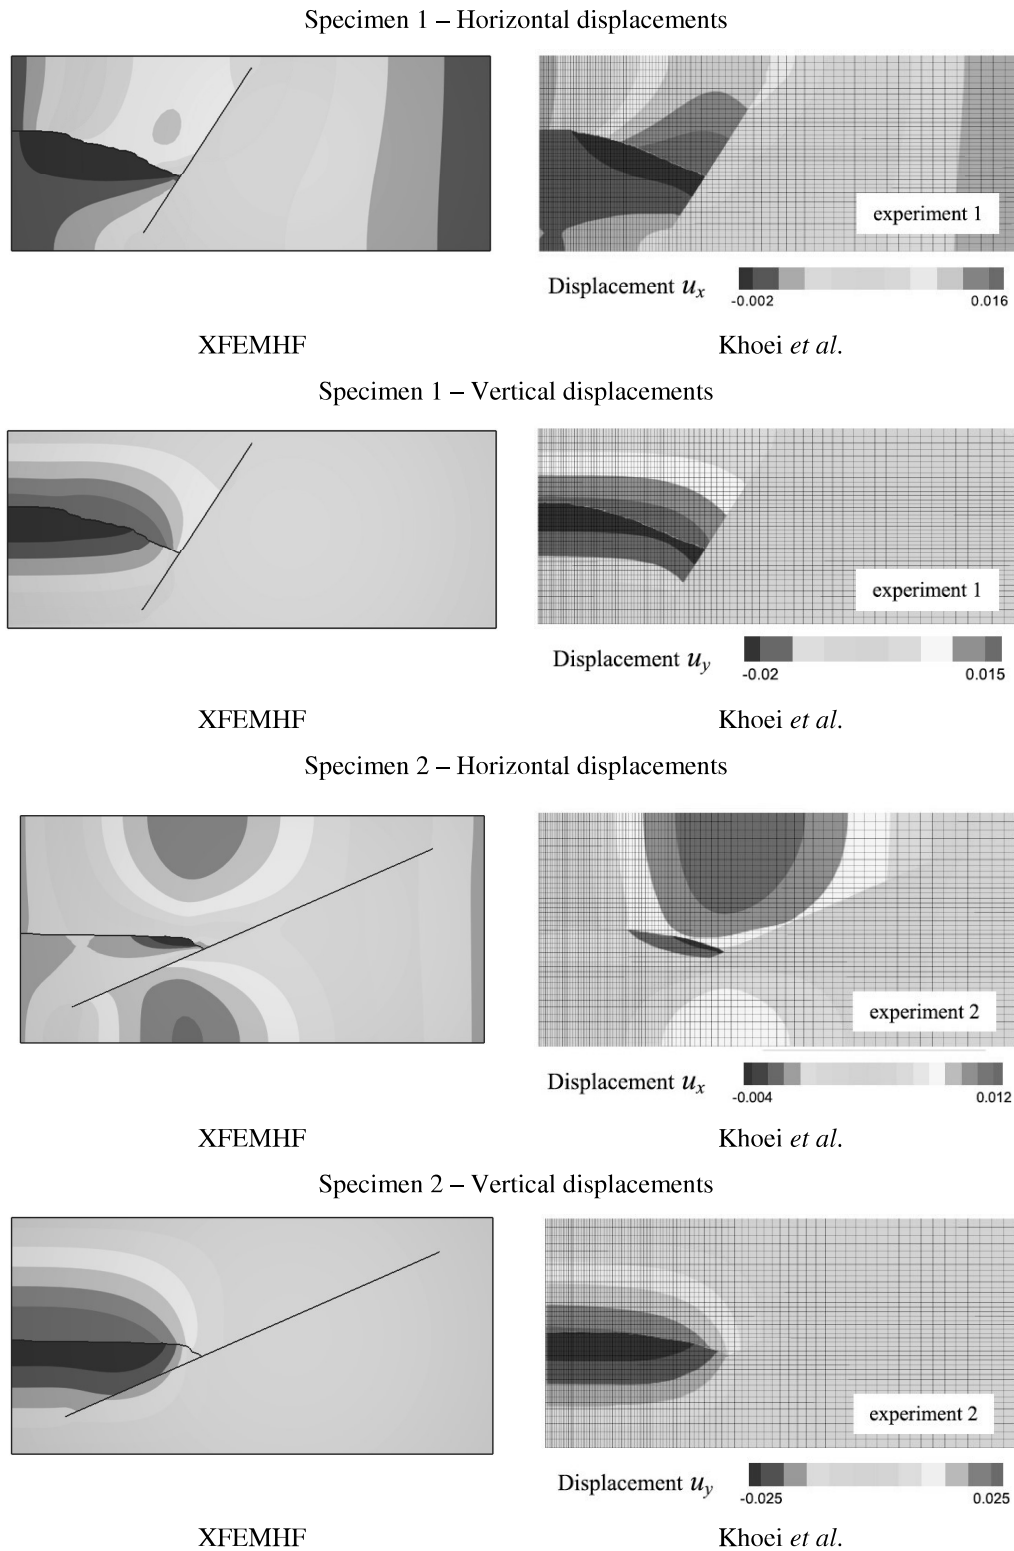 Specimen 1 – Horizontal displacements
experiment 1
Displacement uₓ
-0.002 0.016
XFEMHF Khoei et al.
Specimen 1 – Vertical displacements
experiment 1
Displacement u_y
-0.02 0.015
XFEMHF Khoei et al.
Specimen 2 – Horizontal displacements
experiment 2
Displacement uₓ
-0.004 0.012
XFEMHF Khoei et al.
Specimen 2 – Vertical displacements
experiment 2
Displacement u_y
-0.025 0.025
XFEMHF Khoei et al.